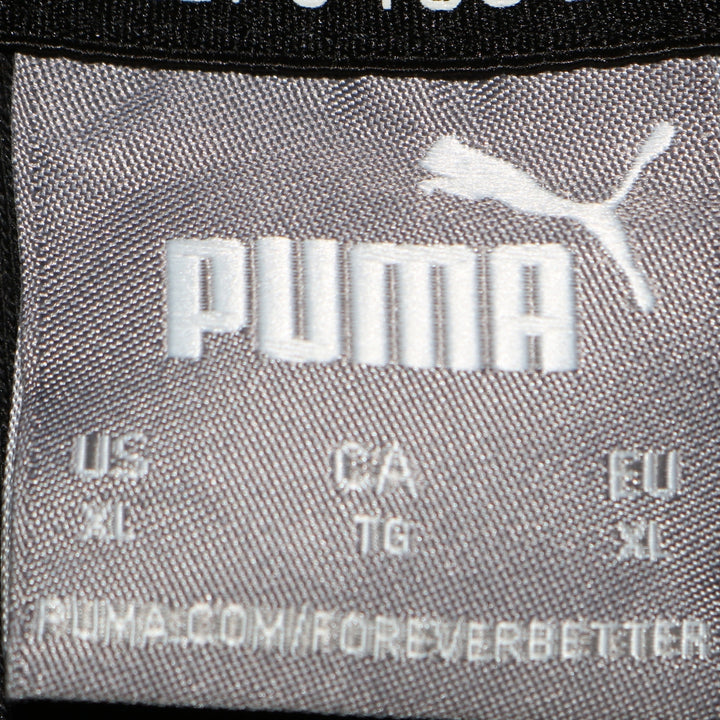 PUMA
US CA EU
XL TG XL
PUMA.COM/FOREVERBETTER